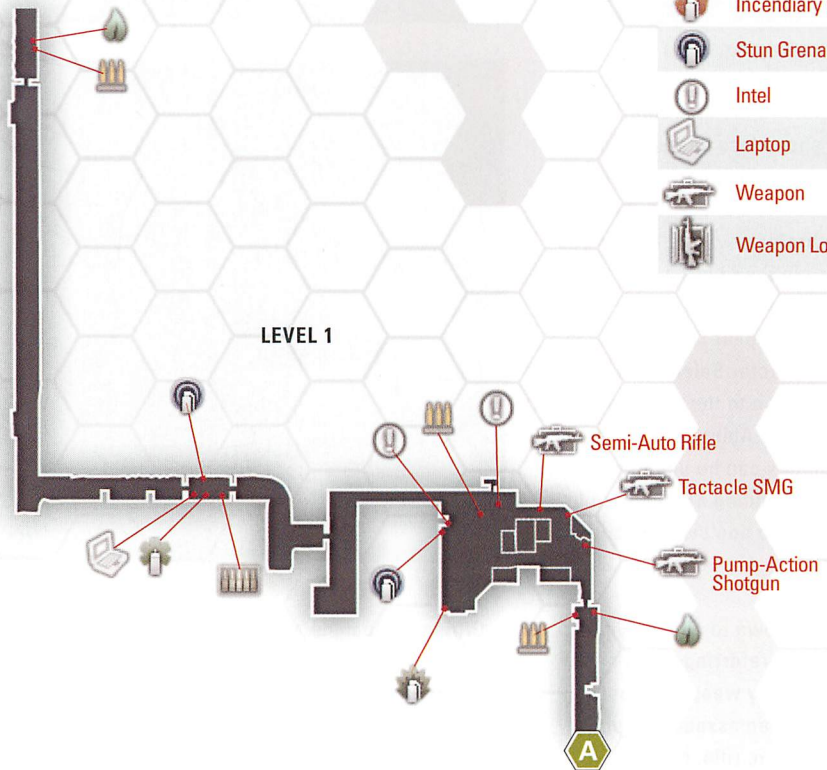 Incendiary
Stun Grena
Intel
Laptop
Weapon
Weapon Lo
LEVEL 1
Semi-Auto Rifle
Tactacle SMG
Pump-Action
Shotgun
A